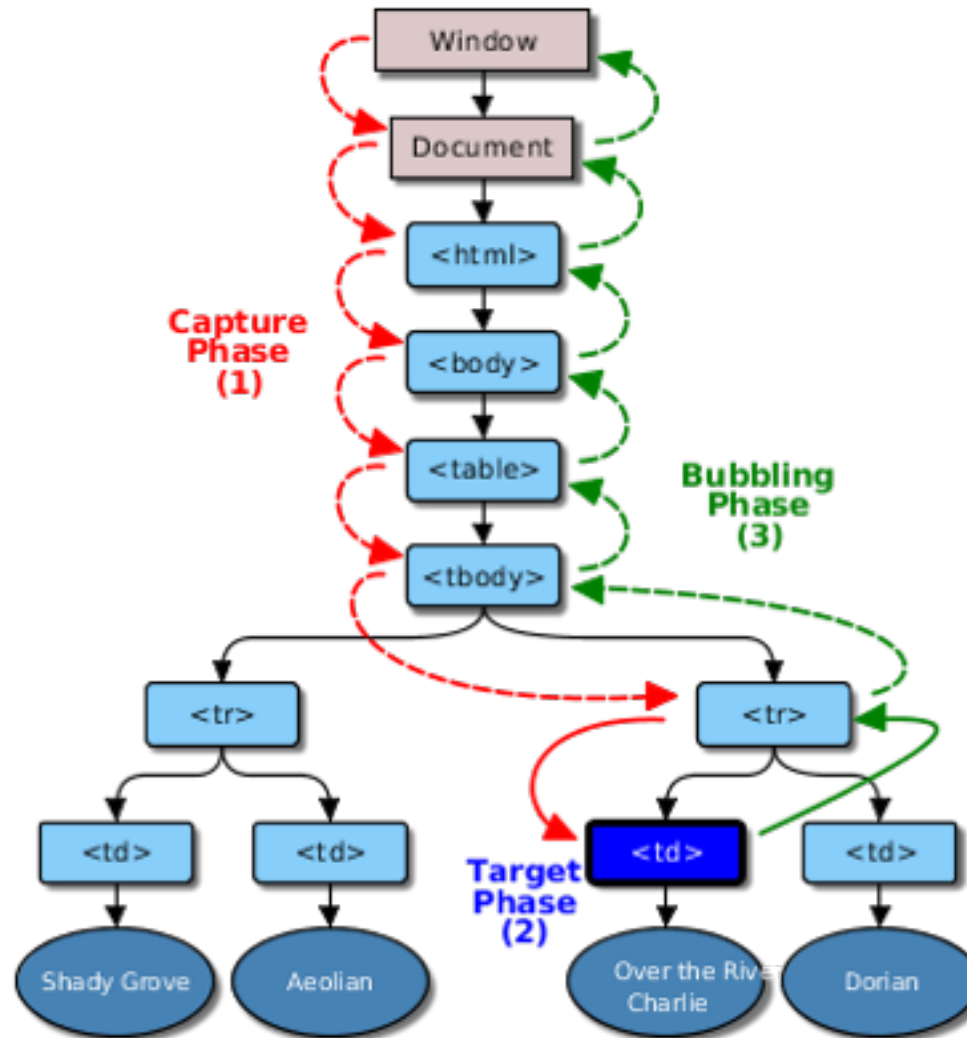 Window
Document
<html>
Capture
Phase
(1)
<body>
<table>
Bubbling
Phase
(3)
<tbody>
<tr>
<tr>
<td>
<td>
<td>
<td>
Target
Phase
(2)
Shady Grove
Aeolian
Over the River
Charlie
Dorian